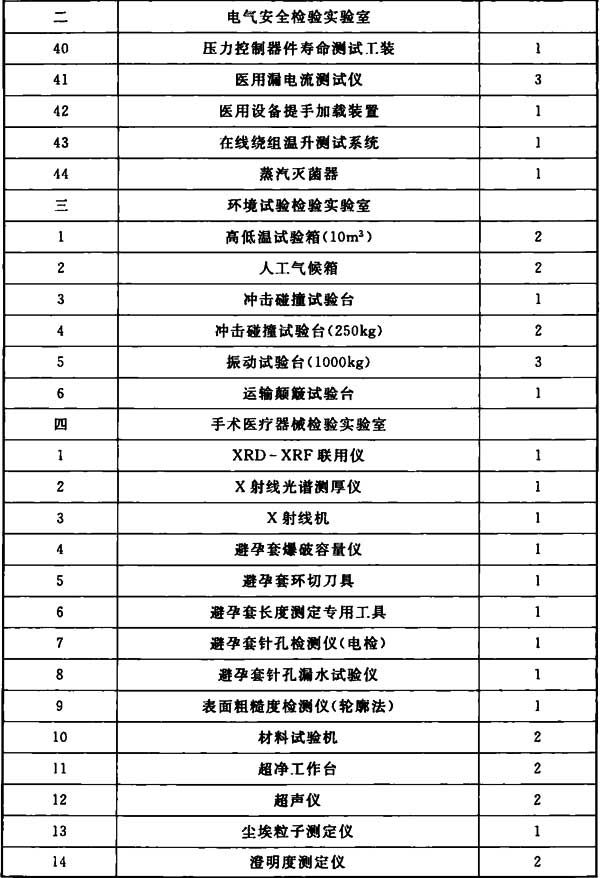 二 电气安全检验实验室
40 压力控制器件寿命测试工装 1
41 医用漏电流测试仪 3
42 医用设备提手加载装置 1
43 在线绕组温升测试系统 1
44 蒸汽灭菌器 1
三 环境试验检验实验室
1 高低温试验箱(10m³) 2
2 人工气候箱 2
3 冲击碰撞试验台 1
4 冲击碰撞试验台(250kg) 2
5 振动试验台(1000kg) 3
6 运输颠簸试验台 1
四 手术医疗器械检验实验室
1 XRD~XRF联用仪 1
2 X射线光谱测厚仪 1
3 X射线机 1
4 避孕套爆破容量仪 1
5 避孕套环切刀具 1
6 避孕套长度测定专用工具 1
7 避孕套针孔检测仪(电检) 1
8 避孕套针孔漏水试验仪 1
9 表面粗糙度检测仪(轮廓法) 1
10 材料试验机 2
11 超净工作台 2
12 超声仪 2
13 尘埃粒子测定仪 1
14 澄明度测定仪 2